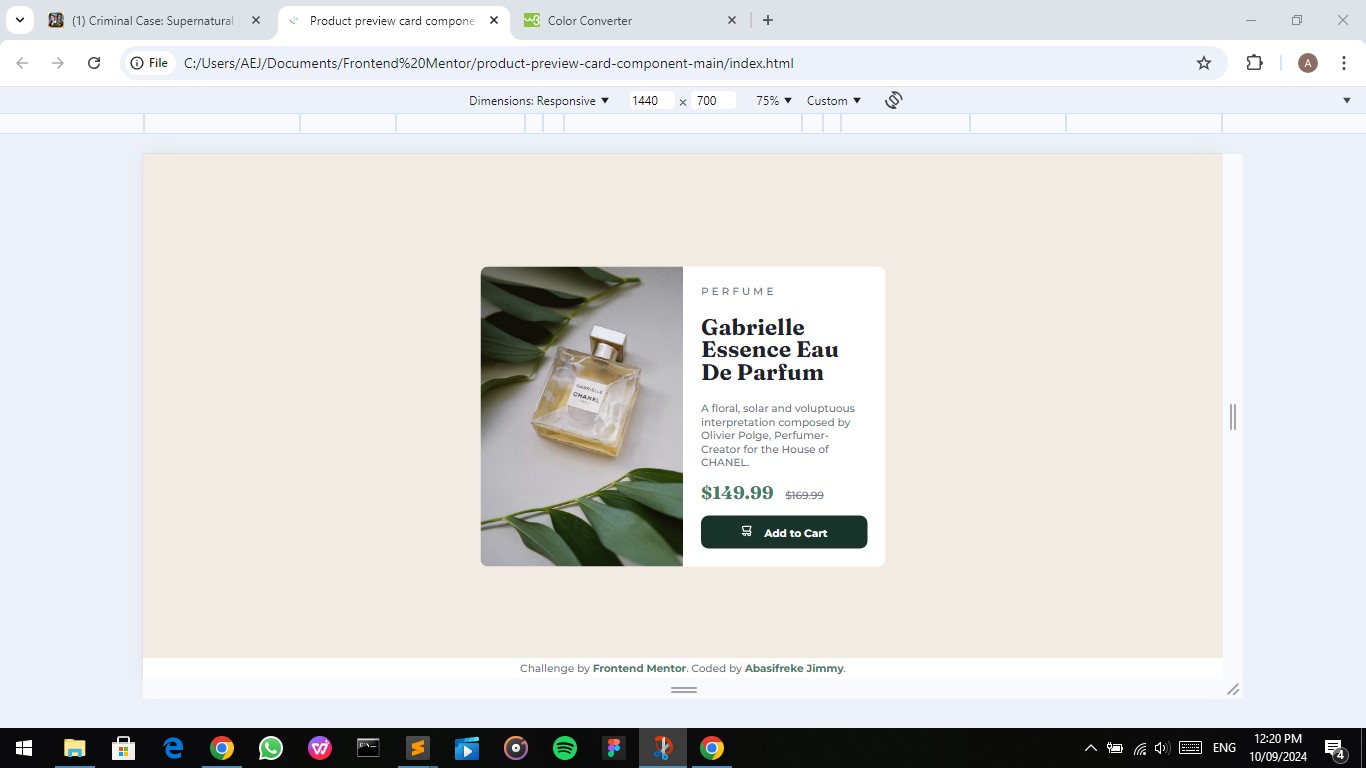 (1) Criminal Case: Supernatural
Product preview card compone
Color Converter
File
C:/Users/AEJ/Documents/Frontend%20Mentor/product-preview-card-component-main/index.html
A
Dimensions: Responsive
1440 × 700
75%
Custom
PERFUME
Gabrielle
Essence Eau
De Parfum
GABRIELLE
CHANEL
A floral, solar and voluptuous
interpretation composed by
Olivier Polge, Perfumer-
Creator for the House of
CHANEL.
$149.99 $169.99
Add to Cart
Challenge by Frontend Mentor. Coded by Abasifreke Jimmy.
ENG
12:20 PM
10/09/2024
4